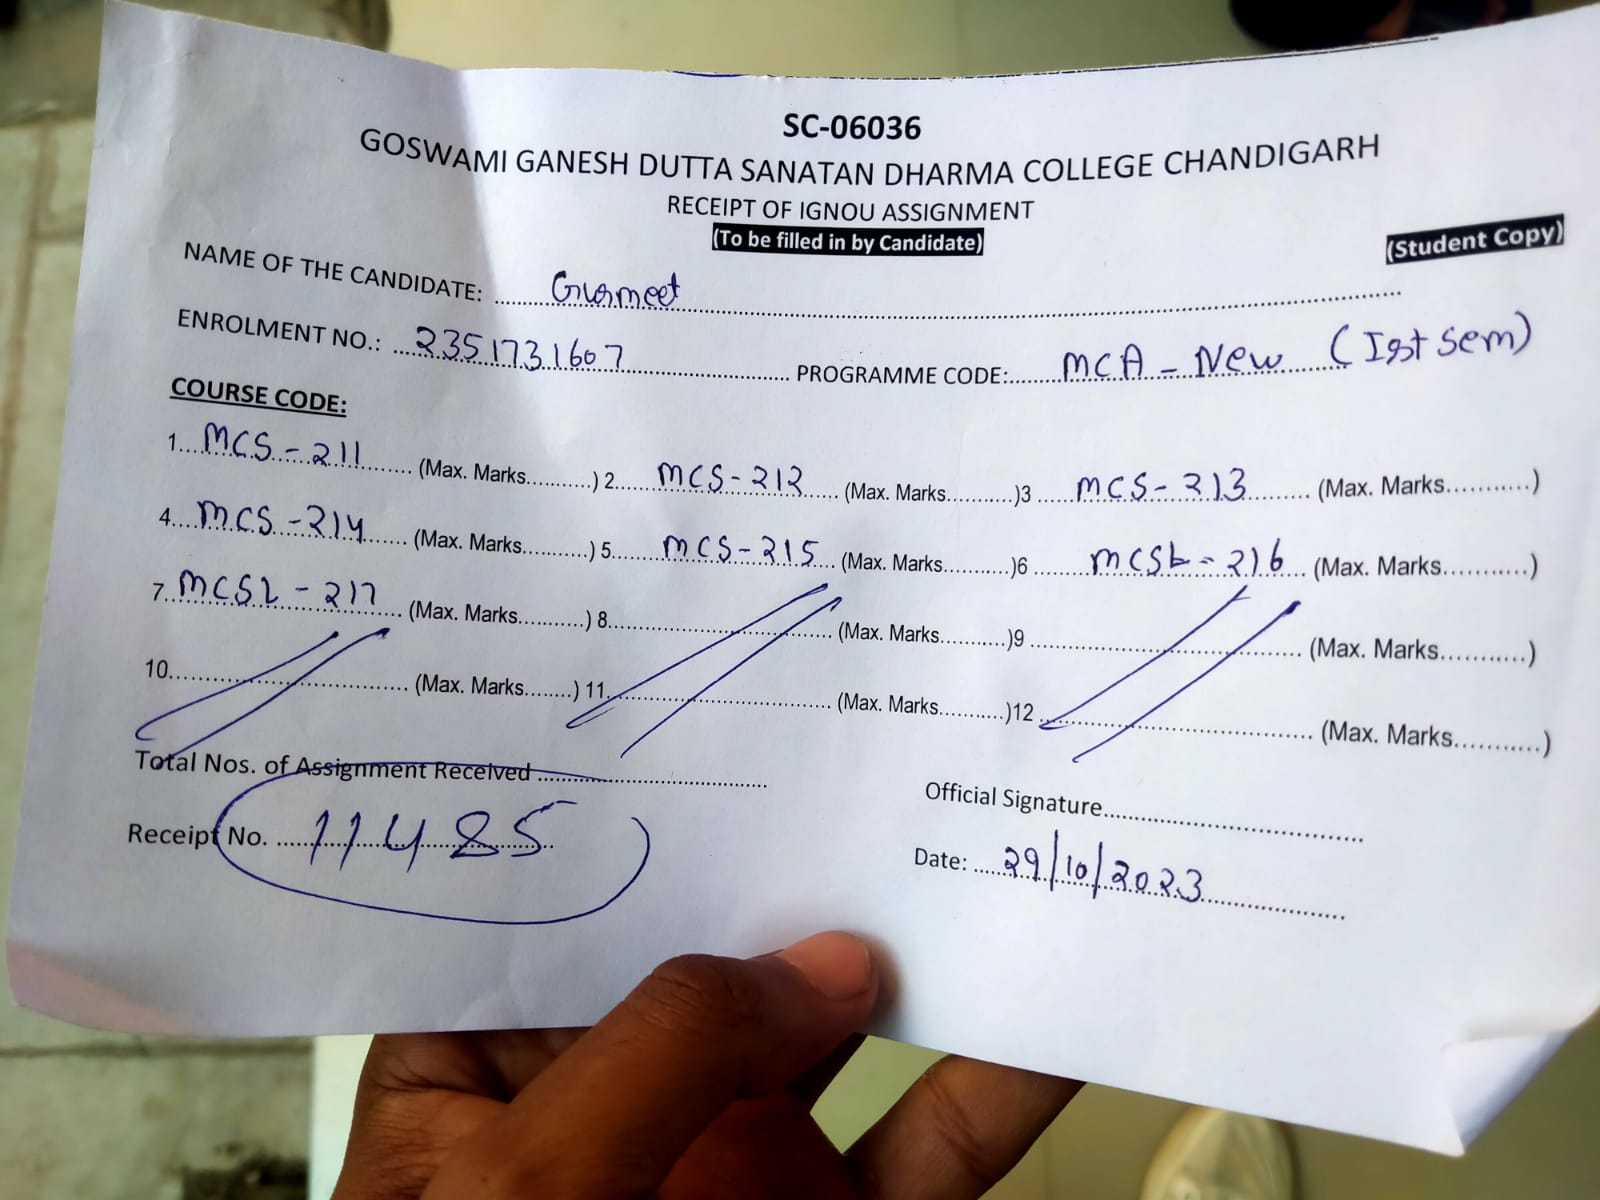 SC-06036
GOSWAMI GANESH DUTTA SANATAN DHARMA COLLEGE CHANDIGARH
RECEIPT OF IGNOU ASSIGNMENT
(To be filled in by Candidate)
(Student Copy)
NAME OF THE CANDIDATE: Gurmeet
ENROLMENT NO.: 2351731607 PROGRAMME CODE: MCA - New (Ist sem)
COURSE CODE:
1. MCS - 211 (Max. Marks...........) 2. MCS - 212 (Max. Marks...........)3 MCS - 213 (Max. Marks...........)
4. MCS - 214 (Max. Marks...........) 5. MCS - 215 (Max. Marks...........)6 MCSL - 216 (Max. Marks...........)
7. MCSL - 217 (Max. Marks...........) 8. (Max. Marks...........)9 (Max. Marks...........)
10. (Max. Marks........) 11. (Max. Marks...........)12 (Max. Marks...........)
Total Nos. of Assignment Received
Official Signature
Receipt No. 11485
Date: 29/10/2023